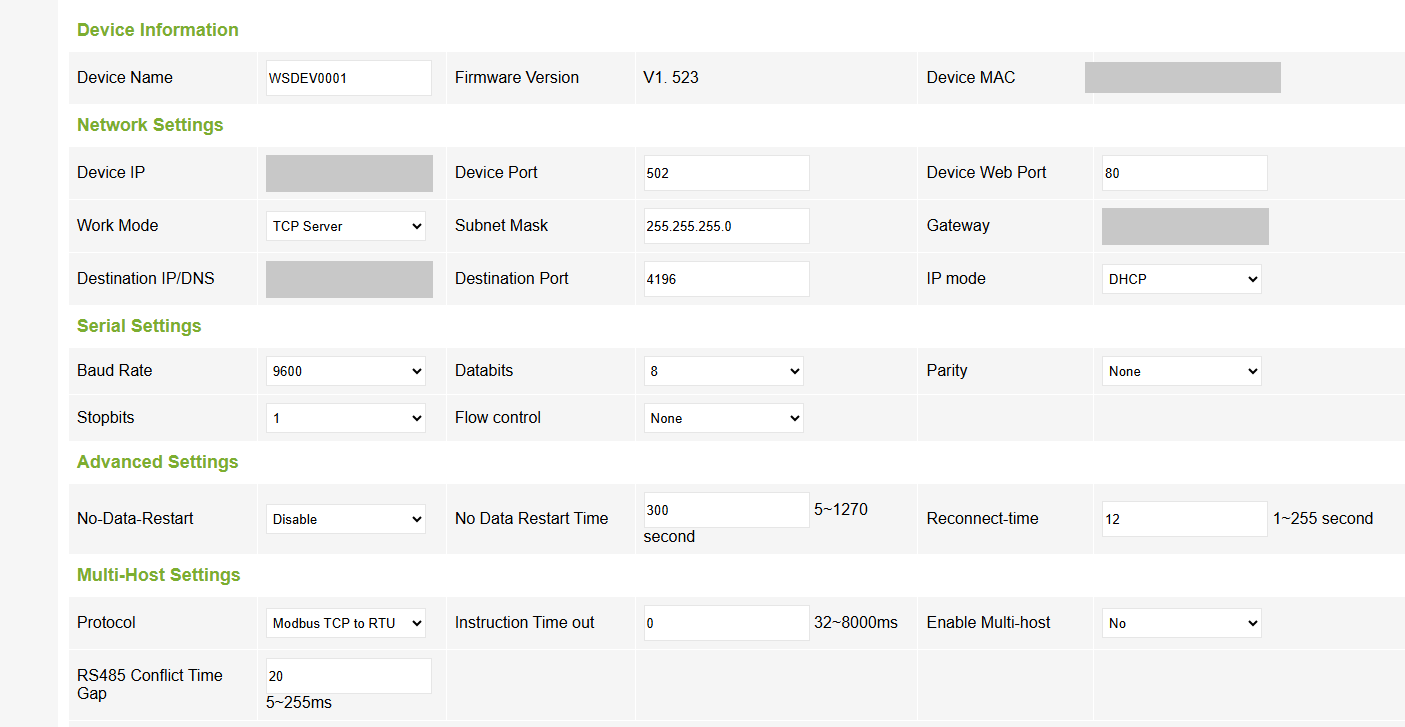 Device Information
Device Name WSDEV0001 Firmware Version V1. 523 Device MAC
Network Settings
Device IP Device Port 502 Device Web Port 80
Work Mode TCP Server Subnet Mask 255.255.255.0 Gateway
Destination IP/DNS Destination Port 4196 IP mode DHCP
Serial Settings
Baud Rate 9600 Databits 8 Parity None
Stopbits 1 Flow control None
Advanced Settings
No-Data-Restart Disable No Data Restart Time 300 5~1270 second Reconnect-time 12 1~255 second
Multi-Host Settings
Protocol Modbus TCP to RTU Instruction Time out 0 32~8000ms Enable Multi-host No
RS485 Conflict Time Gap 20 5~255ms